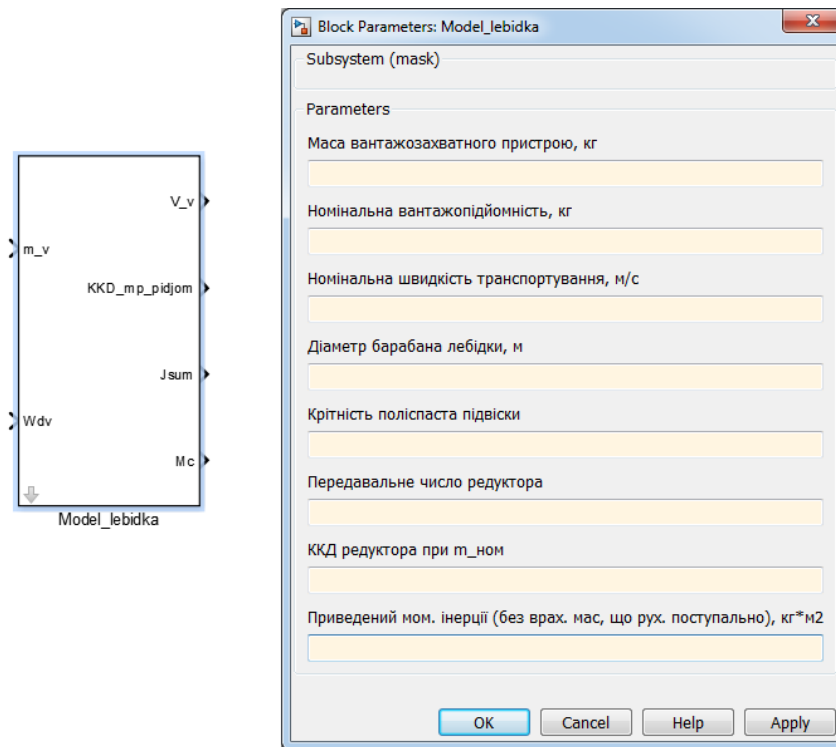 V_v
m_v
KKD_mp_pidjom
Jsum
Wdv
Mc
Model_lebidka
Block Parameters: Model_lebidka
Subsystem (mask)
Parameters
Маса вантажозахватного пристрою, кг
Номінальна вантажопідйомність, кг
Номінальна швидкість транспортування, м/с
Діаметр барабана лебідки, м
Крітність поліспаста підвіски
Передавальне число редуктора
ККД редуктора при m_ном
Приведений мом. інерції (без врах. мас, що рух. поступально), кг*м2
OK Cancel Help Apply